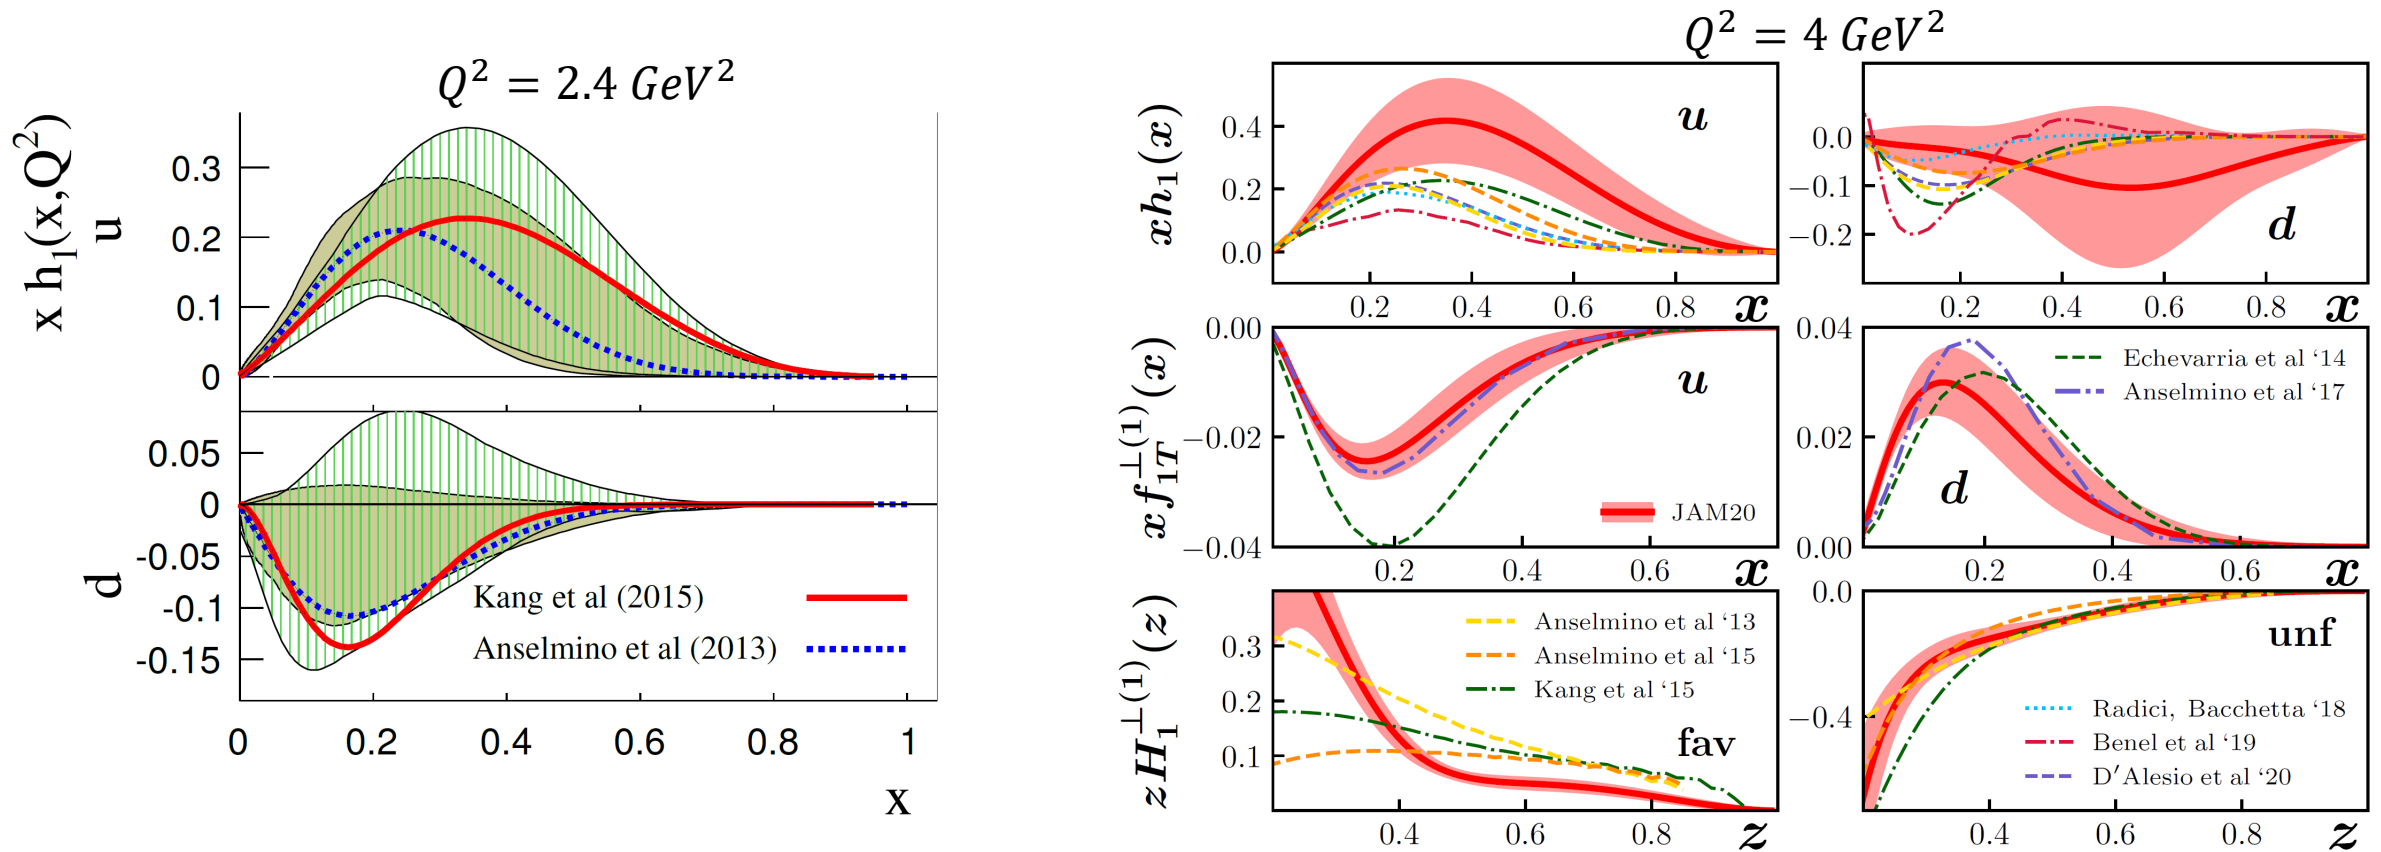 Q² = 2.4 GeV²
x h₁(x,Q²)
u
0.3
0.2
0.1
0
d
0.05
0
-0.05
-0.1
-0.15
Kang et al (2015)
Anselmino et al (2013)
0 0.2 0.4 0.6 0.8 1
x
Q² = 4 GeV²
xh₁(x)
0.4
0.2
0.0
u
0.2 0.4 0.6 0.8 x
0.0
−0.1
−0.2
d
0.2 0.4 0.6 0.8 x
x f₁T^⊥(1)(x)
0.00
−0.02
−0.04
u
JAM20
0.2 0.4 0.6 x
0.04
0.02
0.00
Echevarria et al ‘14
Anselmino et al ‘17
d
0.2 0.4 0.6 x
z H₁^⊥(1)(z)
0.3
0.2
0.1
Anselmino et al ‘13
Anselmino et al ‘15
Kang et al ‘15
fav
0.4 0.6 0.8 z
0.0
−0.4
unf
Radici, Bacchetta ‘18
Benel et al ‘19
D′Alesio et al ‘20
0.4 0.6 0.8 z